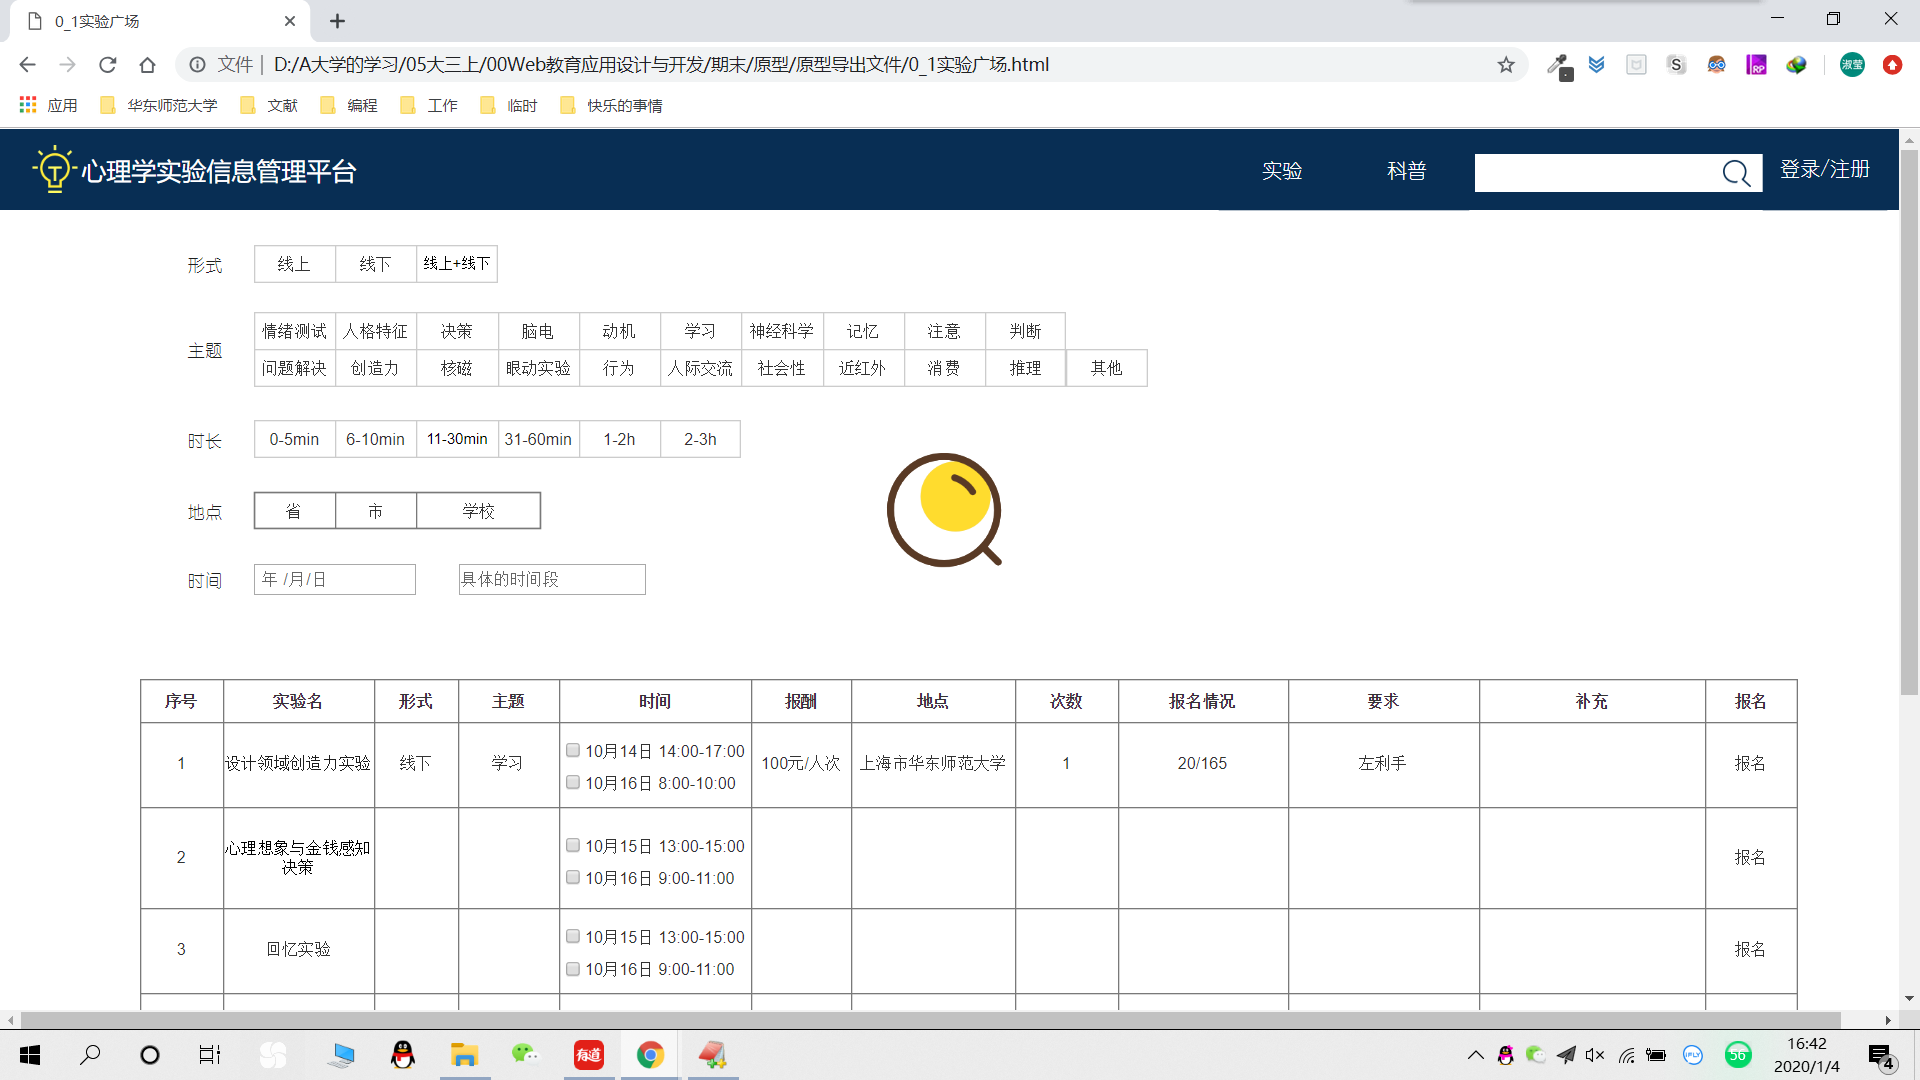 0_1实验广场
文件 | D:/A大学的学习/05大三上/00Web教育应用设计与开发/期末/原型/原型导出文件/0_1实验广场.html
淑莹
应用 华东师范大学 文献 编程 工作 临时 快乐的事情
心理学实验信息管理平台 实验 科普 登录/注册
形式 线上 线下 线上+线下
主题 情绪测试 人格特征 决策 脑电 动机 学习 神经科学 记忆 注意 判断
问题解决 创造力 核磁 眼动实验 行为 人际交流 社会性 近红外 消费 推理 其他
时长 0-5min 6-10min 11-30min 31-60min 1-2h 2-3h
地点 省 市 学校
时间 年 /月/日 具体的时间段
序号 实验名 形式 主题 时间 报酬 地点 次数 报名情况 要求 补充 报名
1 设计领域创造力实验 线下 学习 10月14日 14:00-17:00 100元/人次 上海市华东师范大学 1 20/165 左利手 报名
10月16日 8:00-10:00
2 心理想象与金钱感知决策 10月15日 13:00-15:00 报名
10月16日 9:00-11:00
3 回忆实验 10月15日 13:00-15:00 报名
10月16日 9:00-11:00
有道
56
16:42
2020/1/4
4